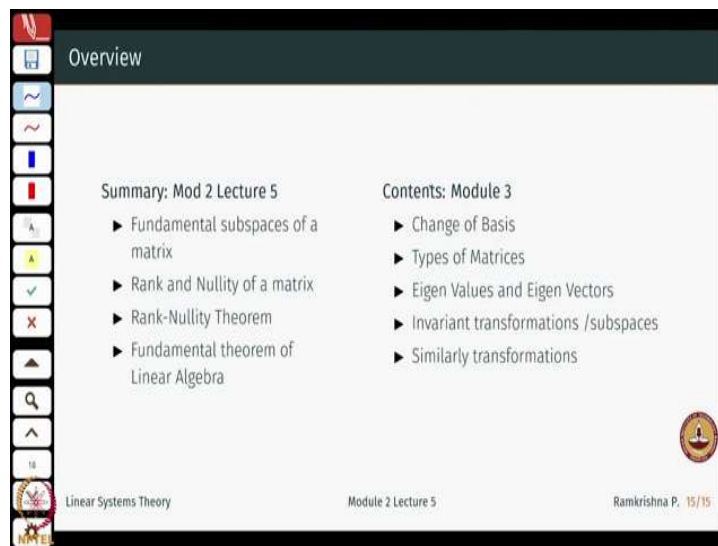 Overview
Summary: Mod 2 Lecture 5
Fundamental subspaces of a
matrix
Rank and Nullity of a matrix
Rank-Nullity Theorem
Fundamental theorem of
Linear Algebra
Contents: Module 3
Change of Basis
Types of Matrices
Eigen Values and Eigen Vectors
Invariant transformations /subspaces
Similarly transformations
A
A
Linear Systems Theory
Module 2 Lecture 5
Ramkrishna P. 15/15
NPTEL